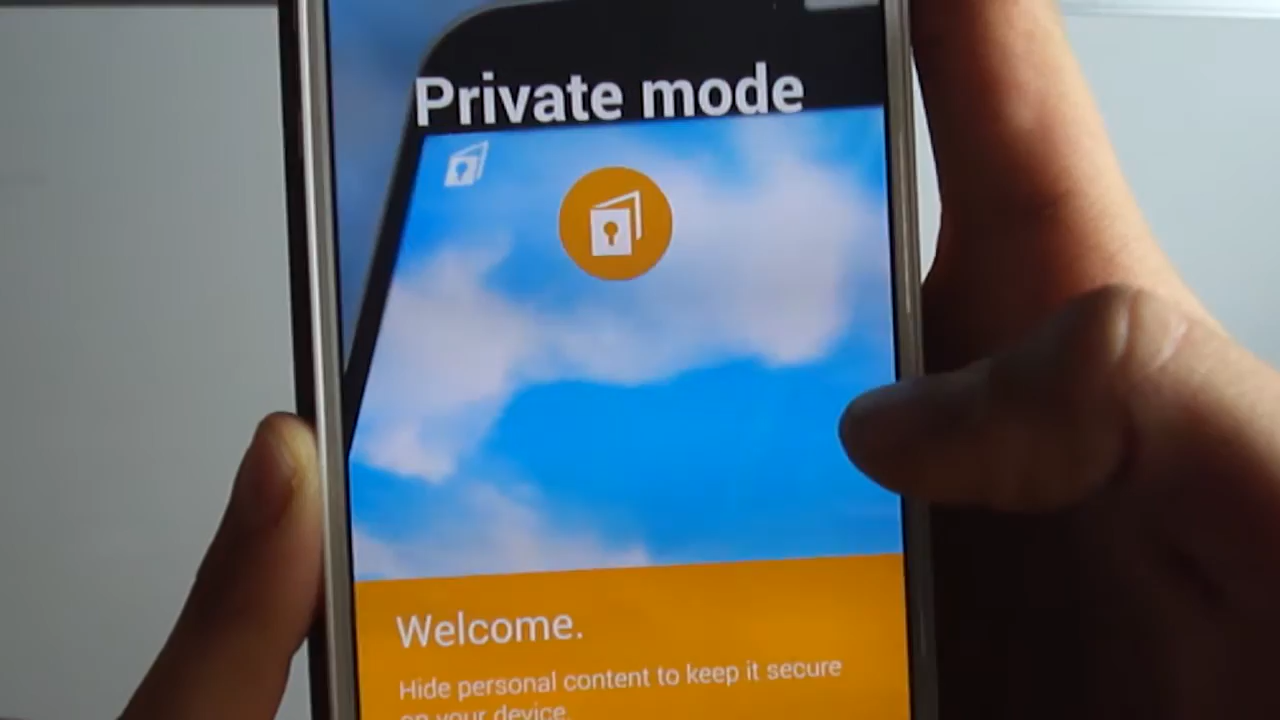 Private mode
Welcome.
Hide personal content to keep it secure
on your device.